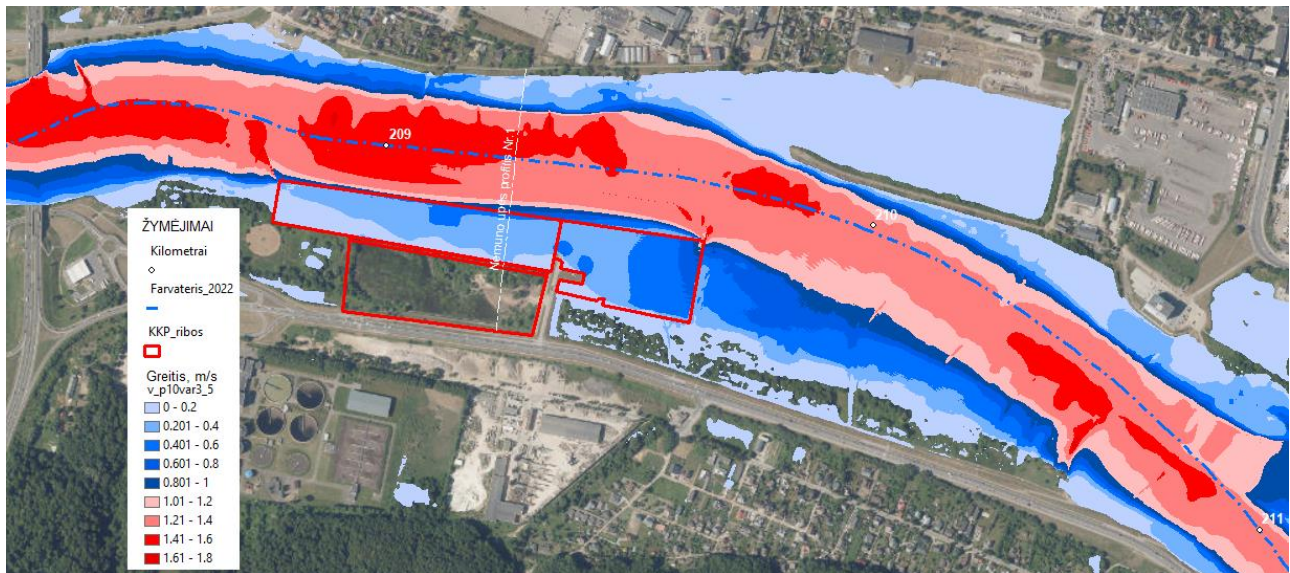 209
Nemuno upės profilis Nr.1
210
211
ŽYMĖJIMAI
Kilometrai
Farvateris_2022
KKP_ribos
Greitis, m/s
v_p10var3_5
0 - 0.2
0.201 - 0.4
0.401 - 0.6
0.601 - 0.8
0.801 - 1
1.01 - 1.2
1.21 - 1.4
1.41 - 1.6
1.61 - 1.8